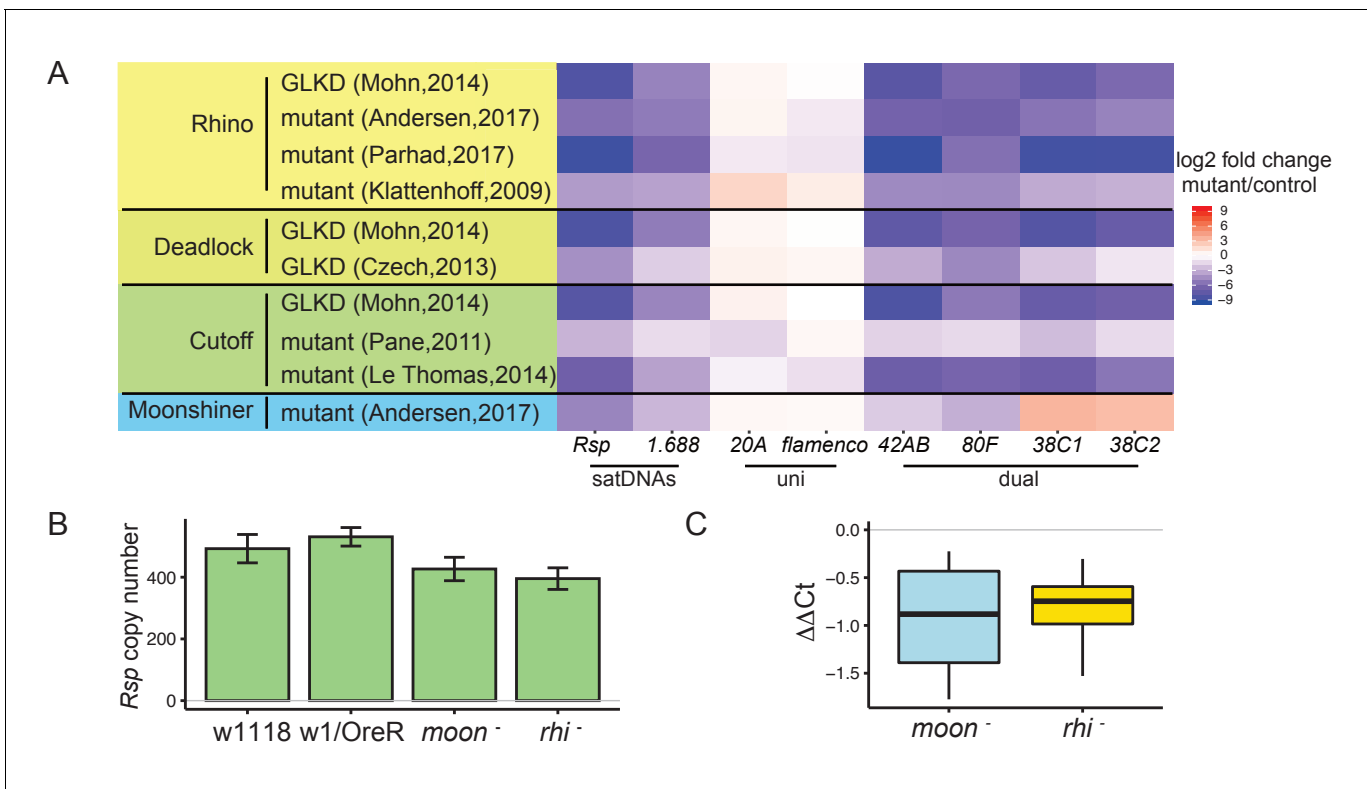 A
Rhino
GLKD (Mohn,2014)
mutant (Andersen,2017)
mutant (Parhad,2017)
mutant (Klattenhoff,2009)
Deadlock
GLKD (Mohn,2014)
GLKD (Czech,2013)
Cutoff
GLKD (Mohn,2014)
mutant (Pane,2011)
mutant (Le Thomas,2014)
Moonshiner
mutant (Andersen,2017)
Rsp 1.688 20A flamenco 42AB 80F 38C1 38C2
satDNAs uni dual
log2 fold change
mutant/control
9
6
3
0
−3
−6
−9
B
Rsp copy number
400
200
0
w1118 w1/OreR moon - rhi -
C
ΔΔCt
0.0
−0.5
−1.0
−1.5
moon - rhi -